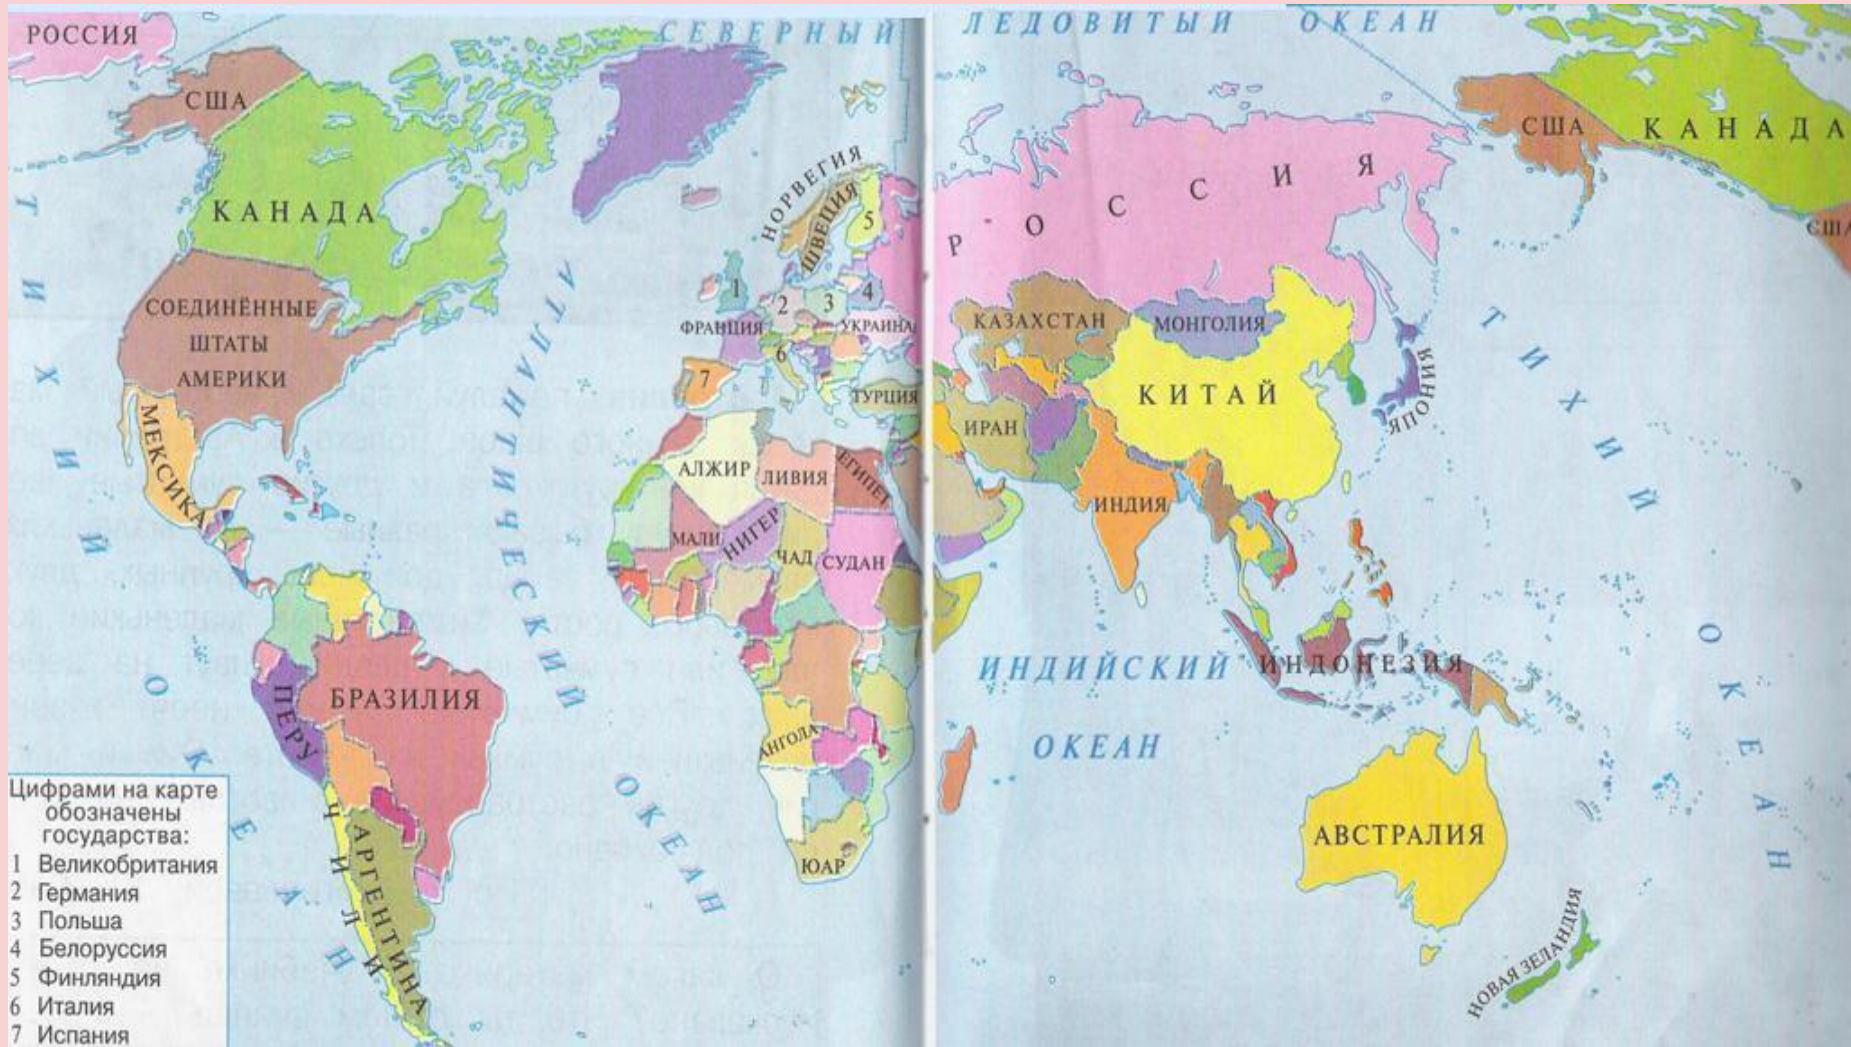 РОССИЯ
СЕВЕРНЫЙ
ЛЕДОВИТЫЙ ОКЕАН
США
КАНАДА
США
КАНАДА
США
НОРВЕГИЯ
ШВЕЦИЯ
5
РОССИЯ
ТИХИЙ ОКЕАН
СОЕДИНЁННЫЕ
ШТАТЫ
АМЕРИКИ
МЕКСИКА
АТЛАНТИЧЕСКИЙ ОКЕАН
1
2
3
4
ФРАНЦИЯ
УКРАИНА
6
7
ТУРЦИЯ
КАЗАХСТАН
МОНГОЛИЯ
КИТАЙ
ЯПОНИЯ
ТИХИЙ ОКЕАН
ИРАН
ИНДИЯ
АЛЖИР
ЛИВИЯ
ЕГИПЕТ
МАЛИ
НИГЕР
ЧАД
СУДАН
ПЕРУ
БРАЗИЛИЯ
ЧИЛИ
АРГЕНТИНА
АНГОЛА
ЮАР
ИНДИЙСКИЙ
ОКЕАН
ИНДОНЕЗИЯ
АВСТРАЛИЯ
НОВАЯ ЗЕЛАНДИЯ
Цифрами на карте
обозначены
государства:
1 Великобритания
2 Германия
3 Польша
4 Белоруссия
5 Финляндия
6 Италия
7 Испания